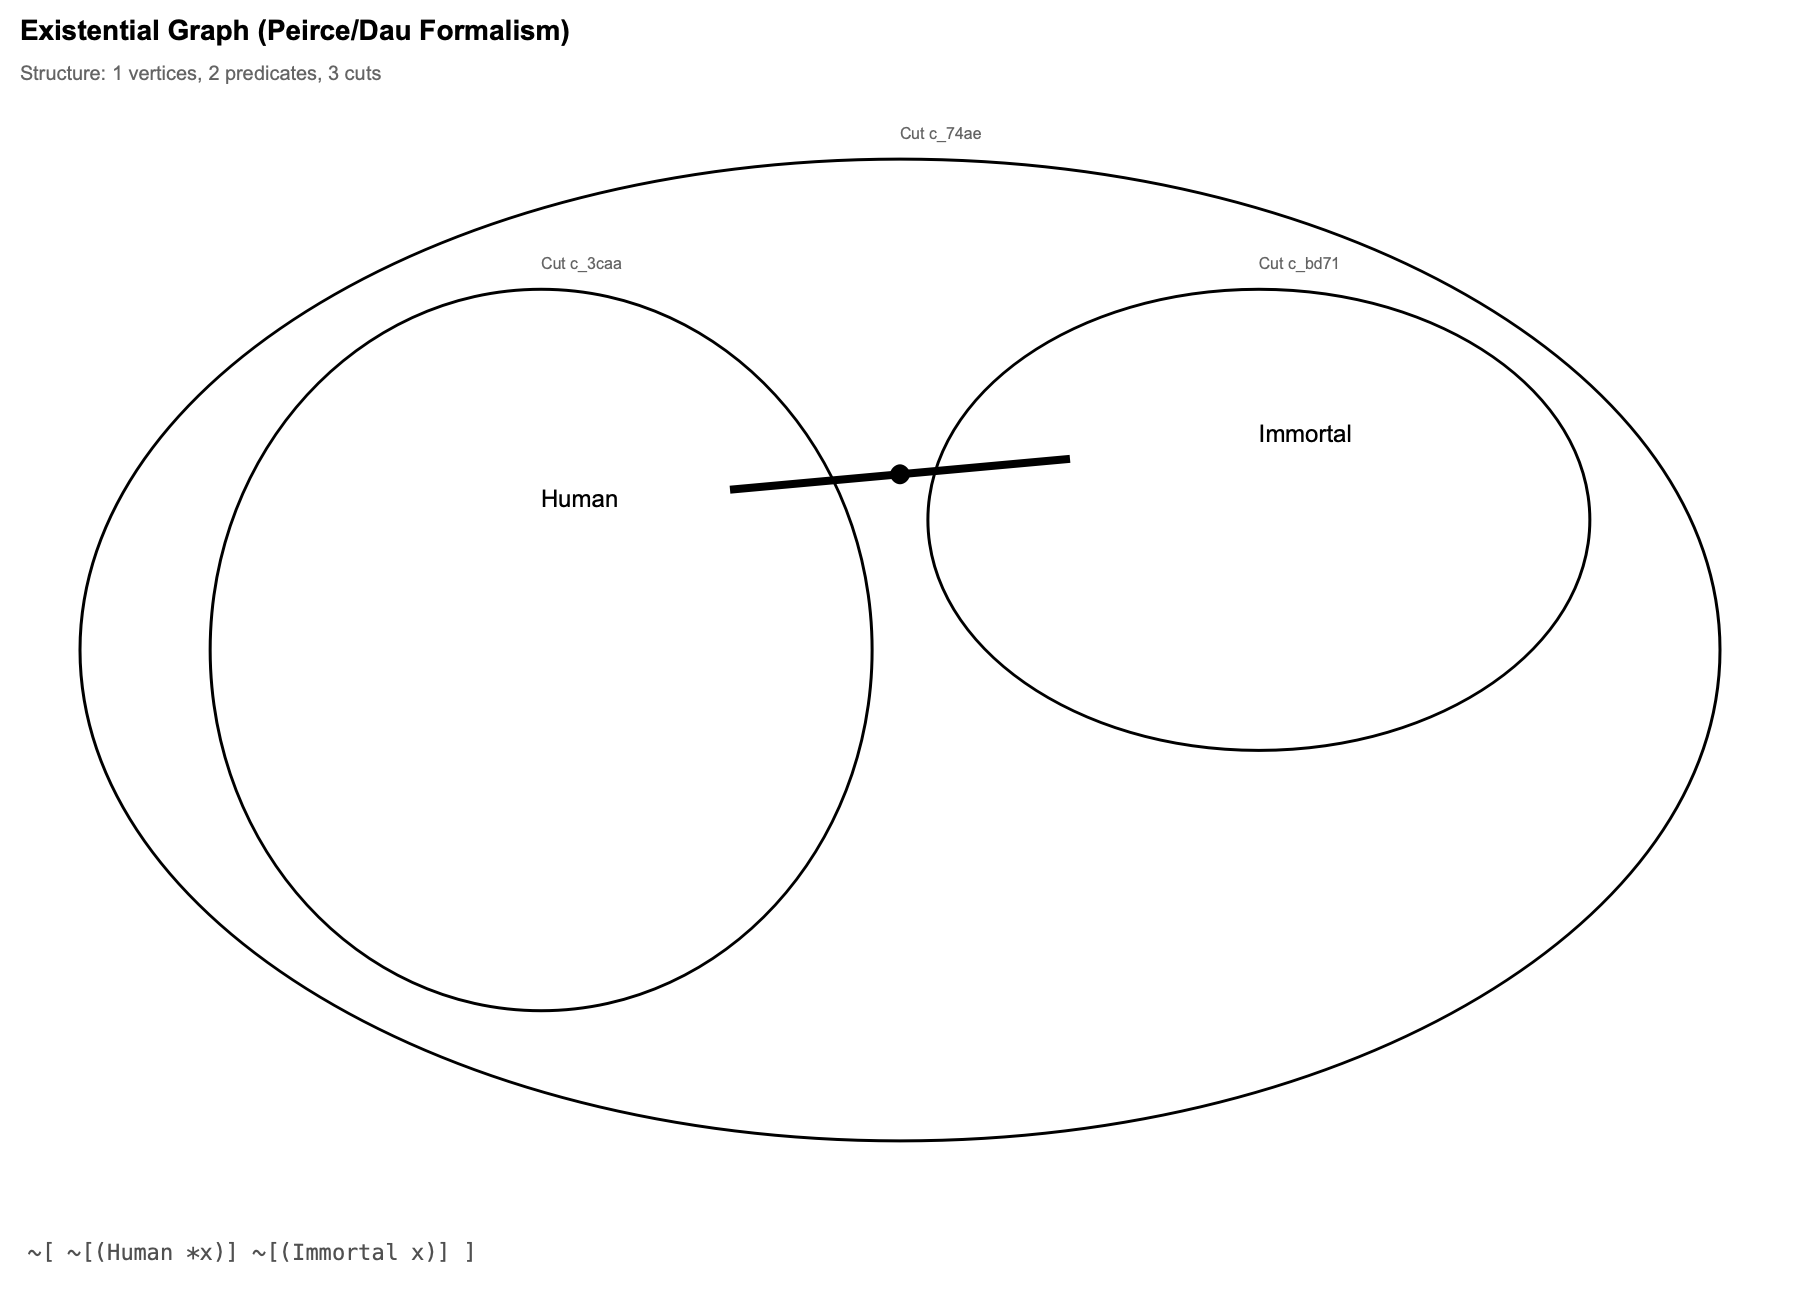 Existential Graph (Peirce/Dau Formalism)
Structure: 1 vertices, 2 predicates, 3 cuts
Cut c_74ae
Cut c_3caa
Cut c_bd71
Immortal
Human
~[ ~[(Human *x)] ~[(Immortal x)] ]